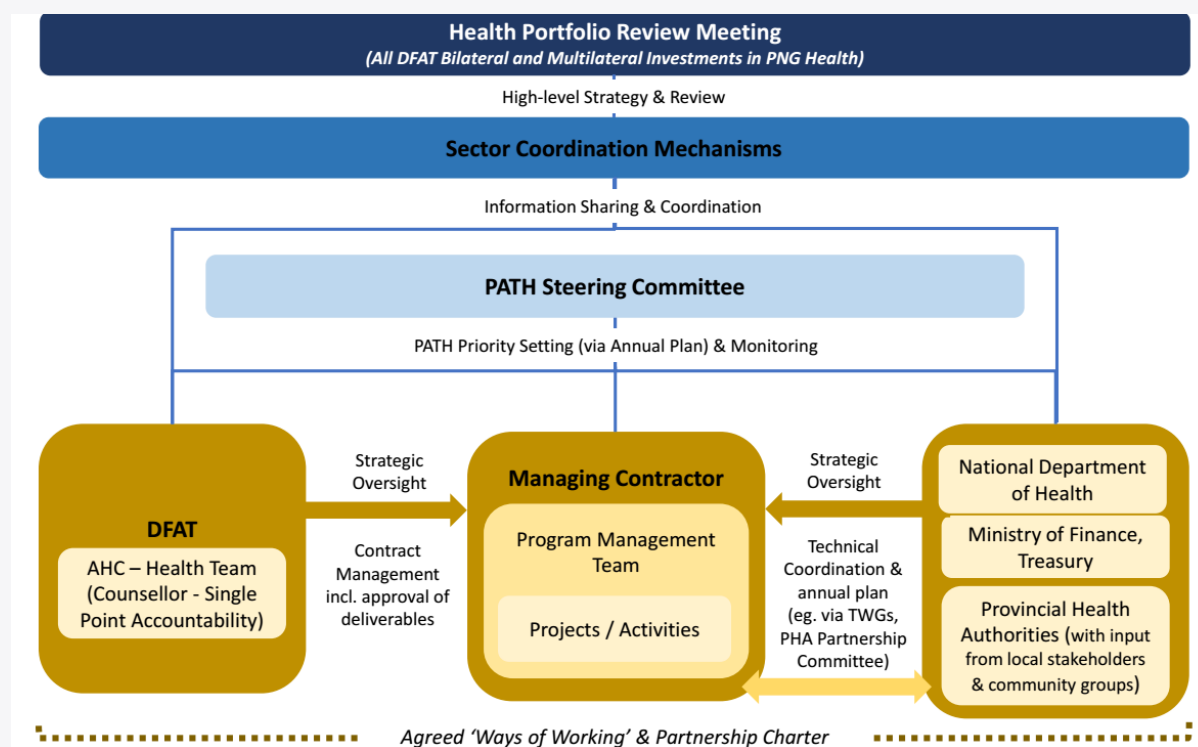 Health Portfolio Review Meeting
(All DFAT Bilateral and Multilateral Investments in PNG Health)
High-level Strategy & Review
Sector Coordination Mechanisms
Information Sharing & Coordination
PATH Steering Committee
PATH Priority Setting (via Annual Plan) & Monitoring
DFAT
AHC – Health Team
(Counsellor - Single
Point Accountability)
Strategic
Oversight
Contract
Management
incl. approval of
deliverables
Managing Contractor
Program Management
Team
Projects / Activities
Strategic
Oversight
Technical
Coordination &
annual plan
(eg. via TWGs,
PHA Partnership
Committee)
National Department
of Health
Ministry of Finance,
Treasury
Provincial Health
Authorities (with input
from local stakeholders
& community groups)
Agreed ‘Ways of Working’ & Partnership Charter